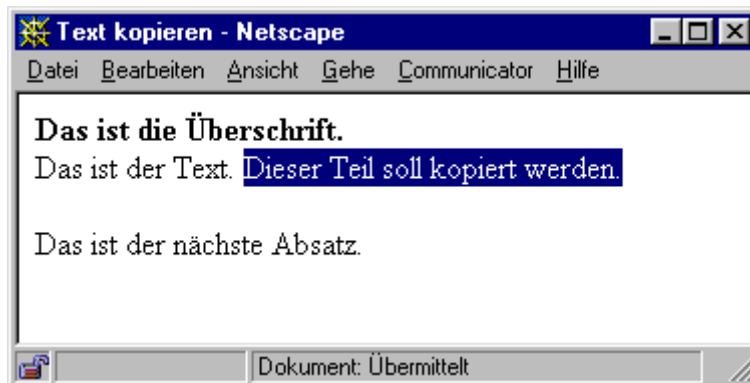 Text kopieren - Netscape
Datei Bearbeiten Ansicht Gehe Communicator Hilfe
Das ist die Überschrift.
Das ist der Text. Dieser Teil soll kopiert werden.
Das ist der nächste Absatz.
Dokument: Übermittelt